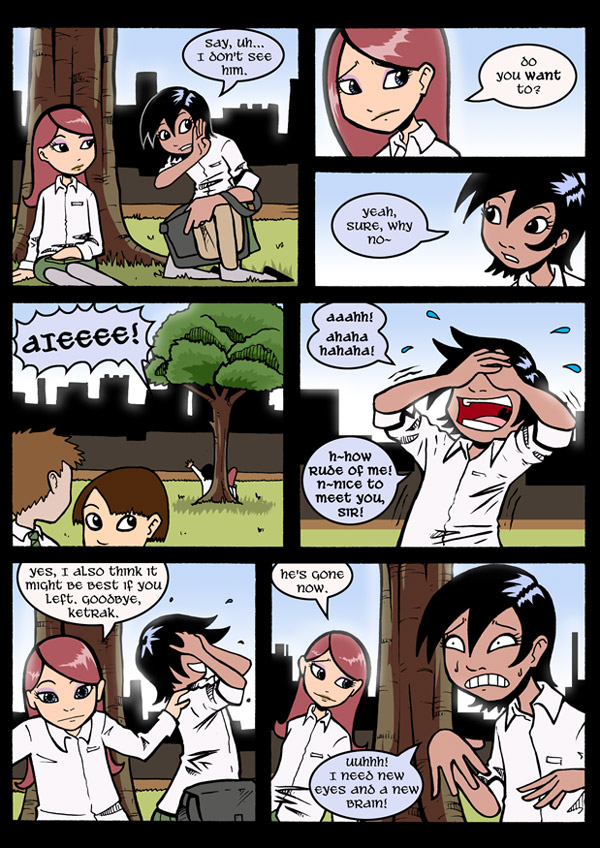 say, uh...
I don't see
him.
do
you want
to?
yeah,
sure, why
no~
AIEEEE!
aaahh!
ahaha
hahaha!
h~how
rude of me!
n~nice to
meet you,
sir!
yes, I also think it
might be best if you
left. goodbye,
ketrak.
he's gone
now.
uuhhh!
I need new
eyes and a new
brain!